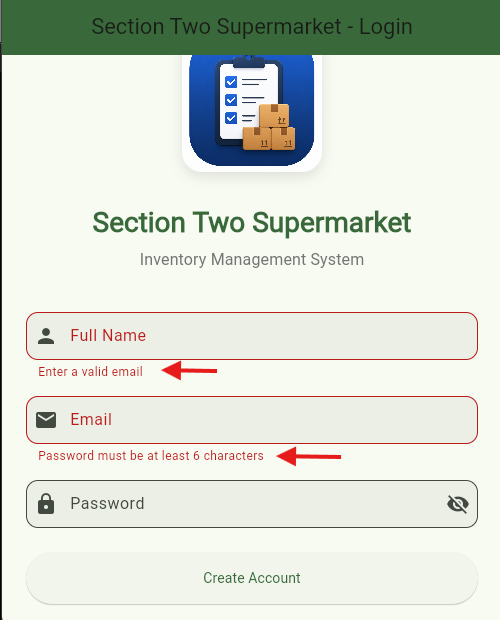 Section Two Supermarket - Login
Section Two Supermarket
Inventory Management System
Full Name
Enter a valid email
Email
Password must be at least 6 characters
Password
Create Account